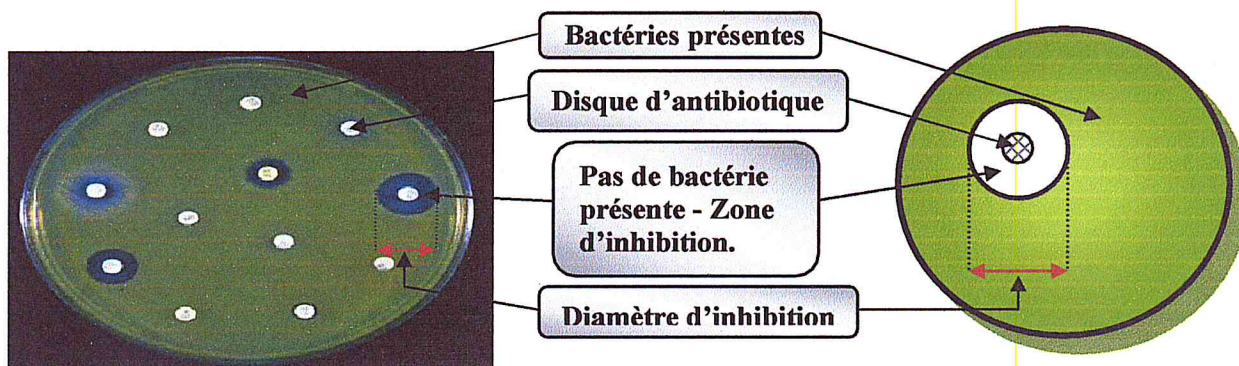 Bactéries présentes
Disque d'antibiotique
Pas de bactérie
présente - Zone
d'inhibition.
Diamètre d'inhibition